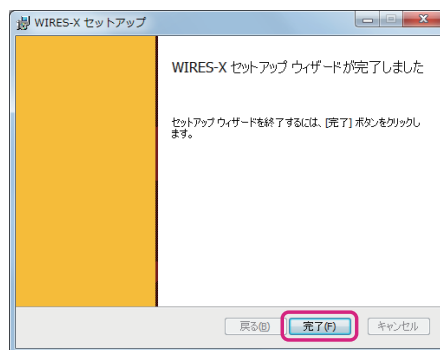 WIRES-X セットアップ
WIRES-X セットアップ ウィザードが完了しました
セットアップ ウィザードを終了するには、[完了] ボタンをクリックし
ます。
戻る(B) 完了(F) キャンセル